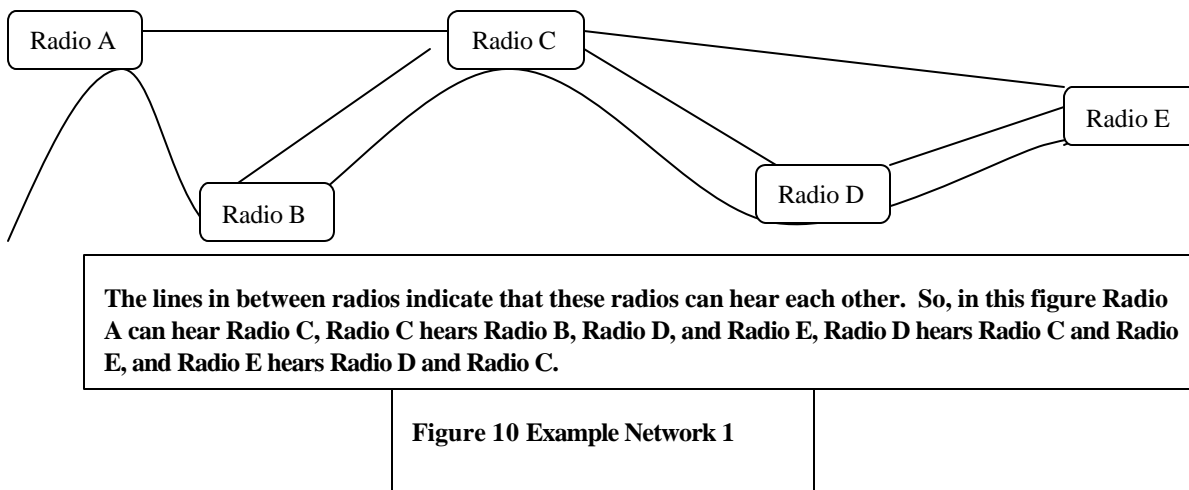 Radio A
Radio C
Radio E
Radio D
Radio B
The lines in between radios indicate that these radios can hear each other.  So, in this figure Radio
A can hear Radio C, Radio C hears Radio B, Radio D, and Radio E, Radio D hears Radio C and Radio
E, and Radio E hears Radio D and Radio C.
Figure 10 Example Network 1